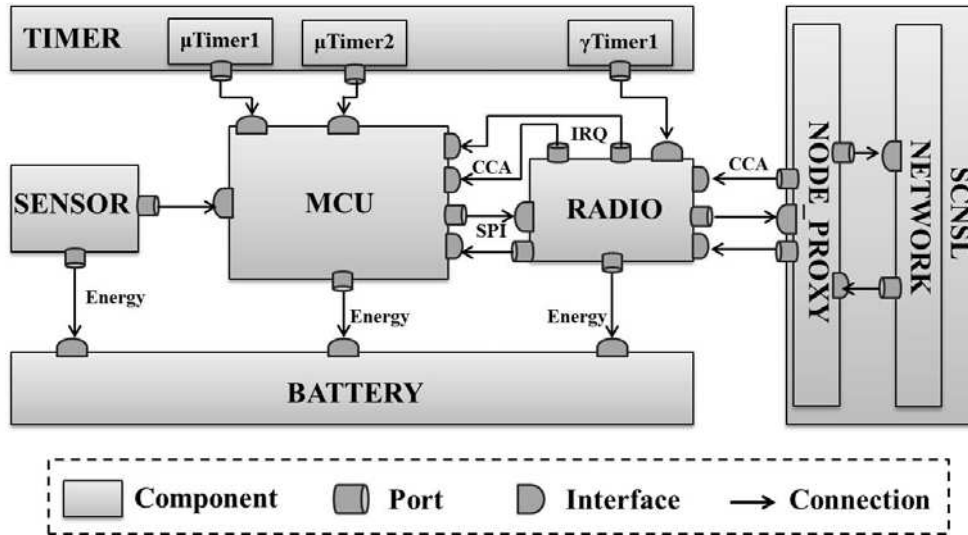 TIMER
μTimer1
μTimer2
γTimer1
IRQ
CCA
CCA
SENSOR
MCU
RADIO
SPI
NODE_PROXY
NETWORK
SCNSL
Energy
Energy
Energy
BATTERY
Component
Port
Interface
Connection